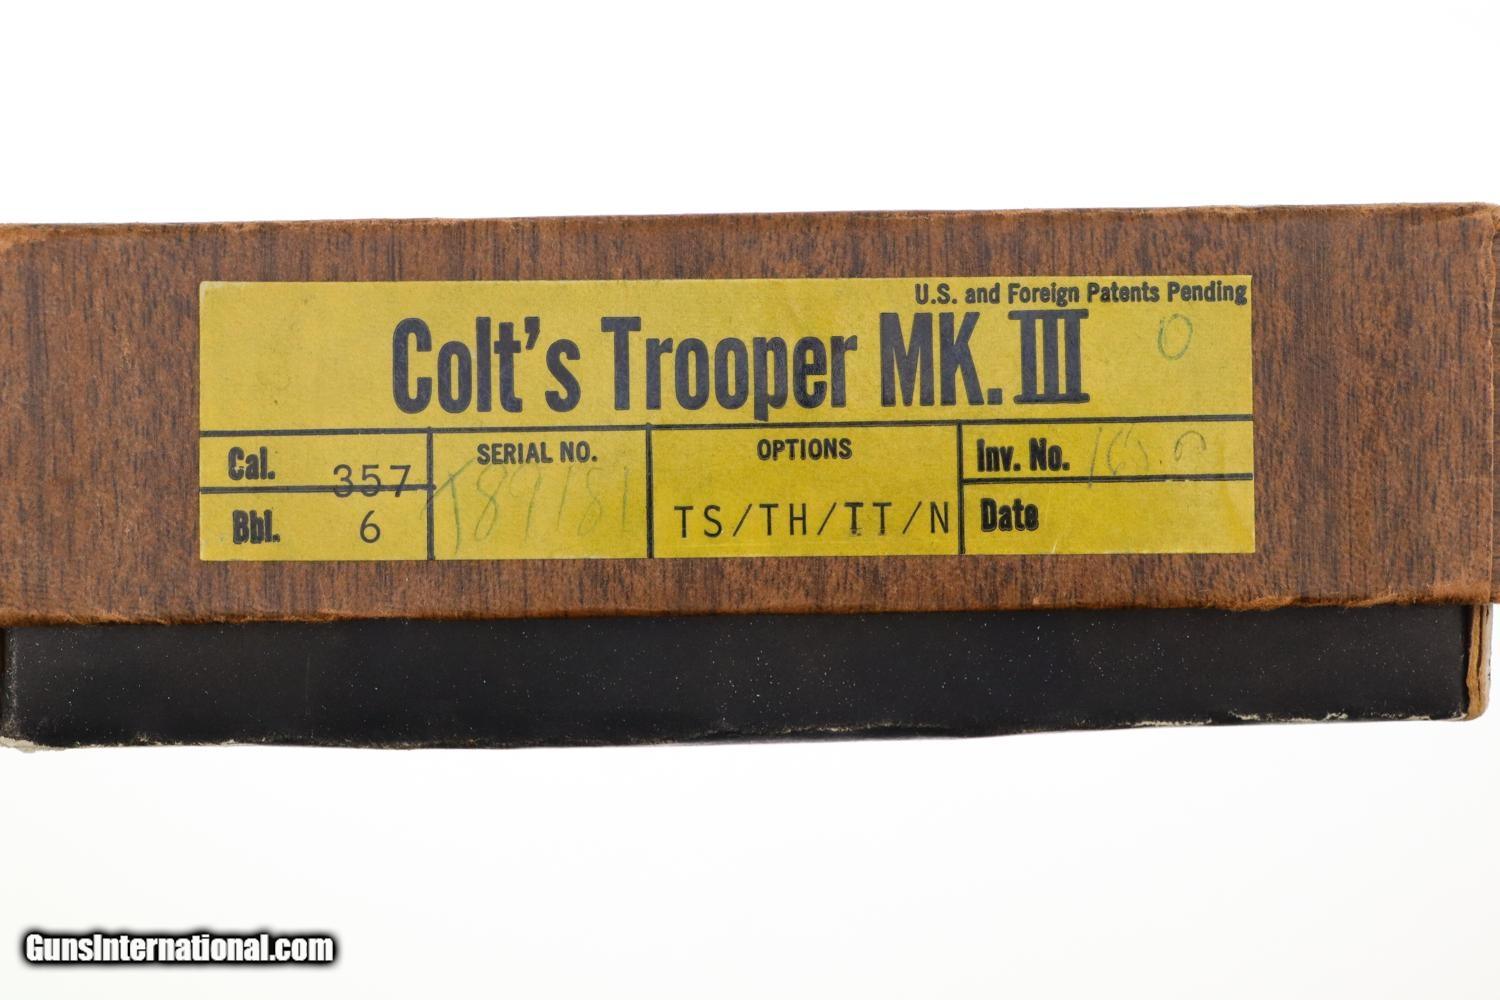 U.S. and Foreign Patents Pending
Colt's Trooper MK. III
O
Cal. 357
Bbl. 6
SERIAL NO.
OPTIONS
TS/TH/TT/N
Inv. No.
Date
GunsInternational.com